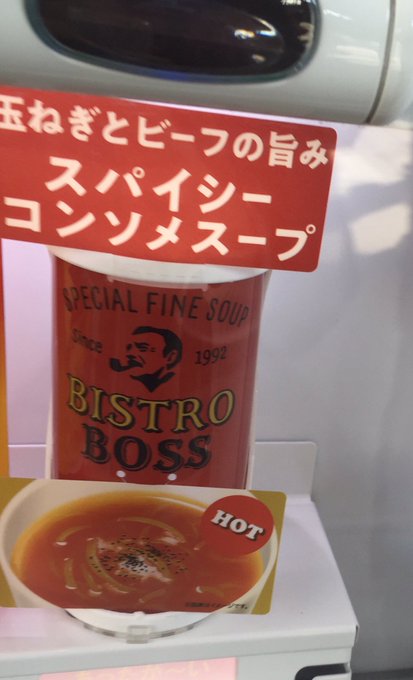 玉ねぎとビーフの旨み
スパイシー
コンソメスープ
SPECIAL FINE SOUP
Since 1992
BISTRO
BOSS
HOT